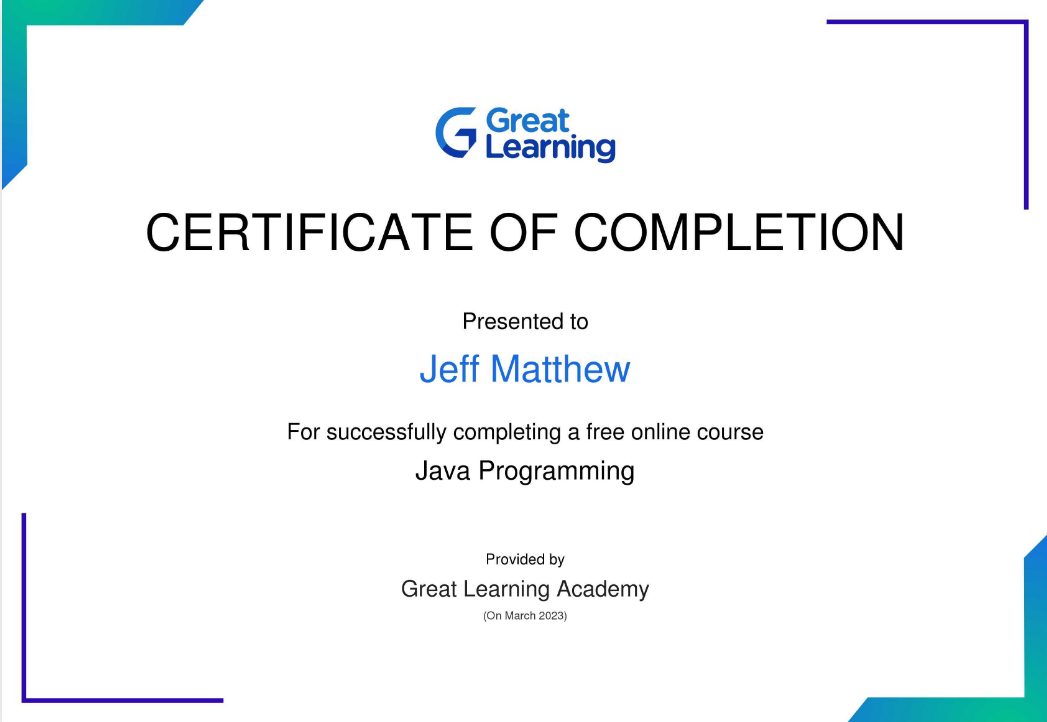 Great
Learning
CERTIFICATE OF COMPLETION
Presented to
Jeff Matthew
For successfully completing a free online course
Java Programming
Provided by
Great Learning Academy
(On March 2023)